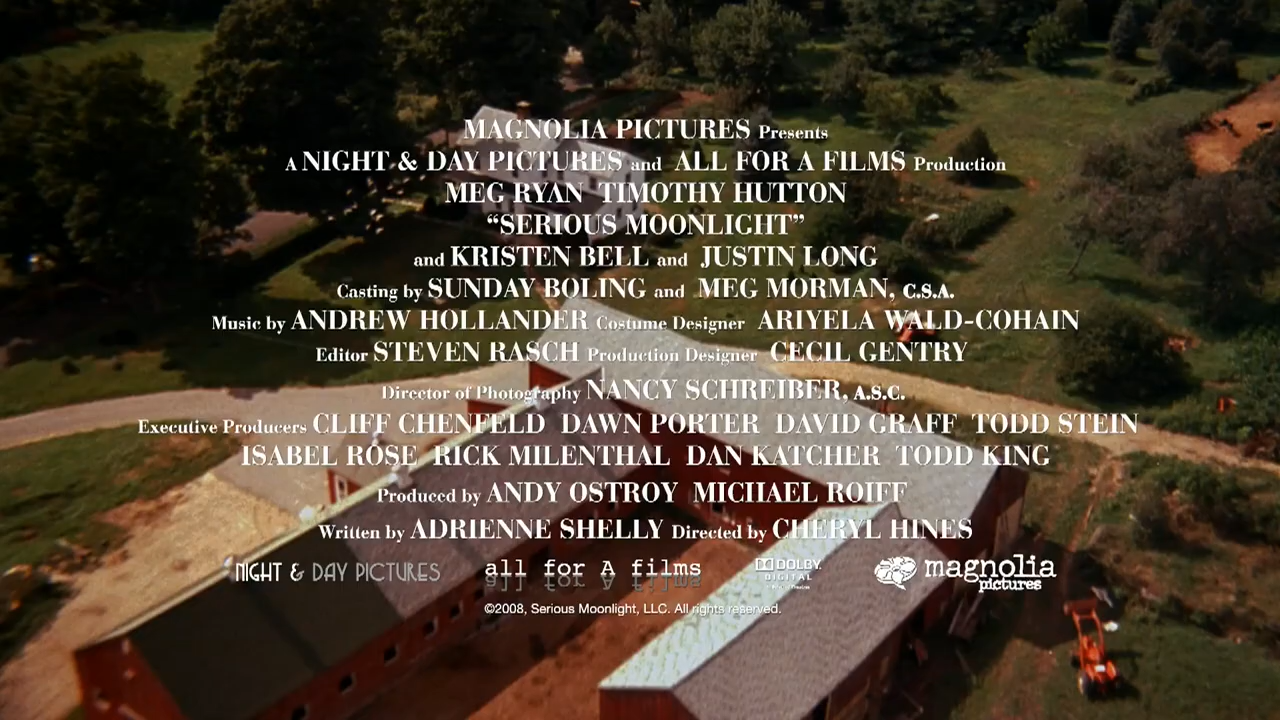 MAGNOLIA PICTURES Presents
A NIGHT & DAY PICTURES and ALL FOR A FILMS Production
MEG RYAN TIMOTHY HUTTON
“SERIOUS MOONLIGHT”
and KRISTEN BELL and JUSTIN LONG
Casting by SUNDAY BOLING and MEG MORMAN, C.S.A.
Music by ANDREW HOLLANDER Costume Designer ARIYELA WALD-COHAIN
Editor STEVEN RASCH Production Designer CECIL GENTRY
Director of Photography NANCY SCHREIBER, A.S.C.
Executive Producers CLIFF CHENFELD DAWN PORTER DAVID GRAFF TODD STEIN
ISABEL ROSE RICK MILENTHAL DAN KATCHER TODD KING
Produced by ANDY OSTROY MICHAEL ROIFF
Written by ADRIENNE SHELLY Directed by CHERYL HINES
NIGHT & DAY PICTURES all for A films DOLBY DIGITAL magnolia pictures
©2008, Serious Moonlight, LLC. All rights reserved.